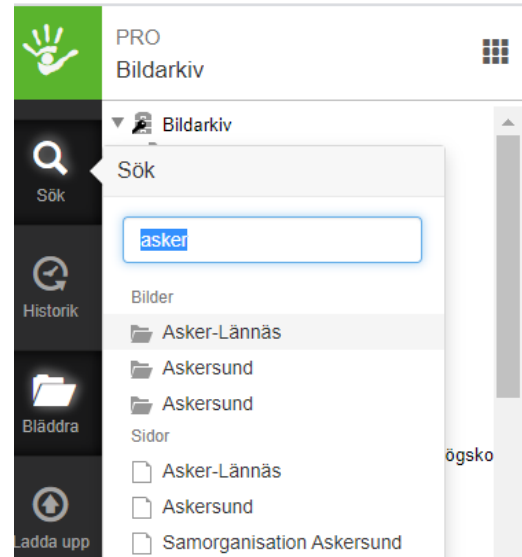 PRO
Bildarkiv
Bildarkiv
Sök
Sök
asker
Historik
Bilder
Asker-Lännäs
Askersund
Askersund
Bläddra
Sidor
ögsko
Asker-Lännäs
Askersund
Ladda upp
Samorganisation Askersund